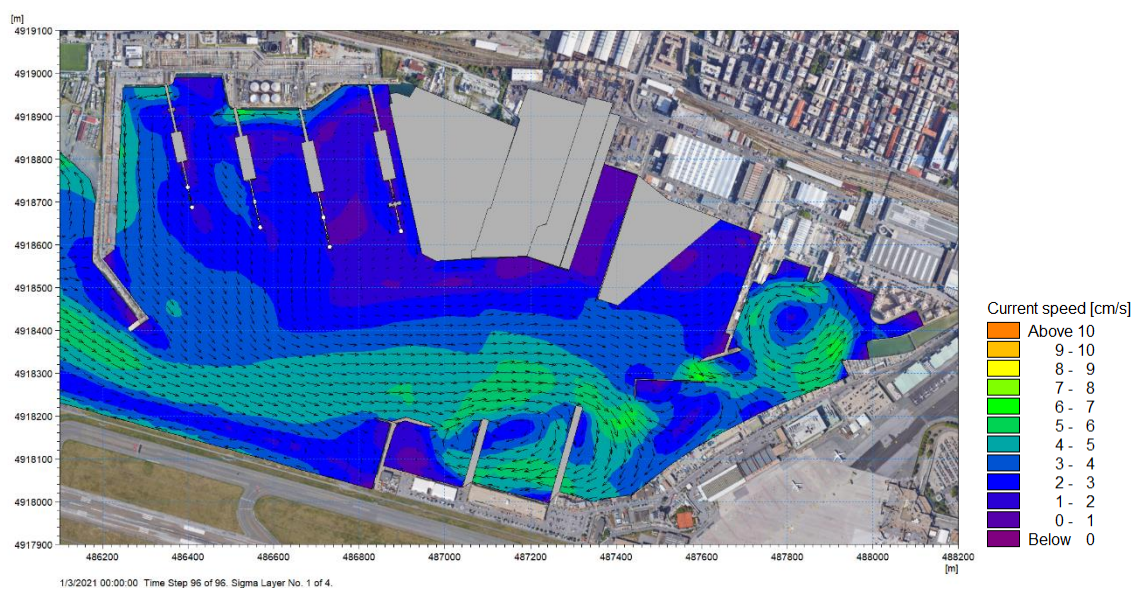 [m]
4919100
4919000
4918900
4918800
4918700
4918600
4918500
4918400
4918300
4918200
4918100
4918000
4917900
486200 486400 486600 486800 487000 487200 487400 487600 487800 488000 488200
[m]
1/3/2021 00:00:00 Time Step 96 of 96. Sigma Layer No. 1 of 4.
Current speed [cm/s]
Above 10
9 - 10
8 - 9
7 - 8
6 - 7
5 - 6
4 - 5
3 - 4
2 - 3
1 - 2
0 - 1
Below 0